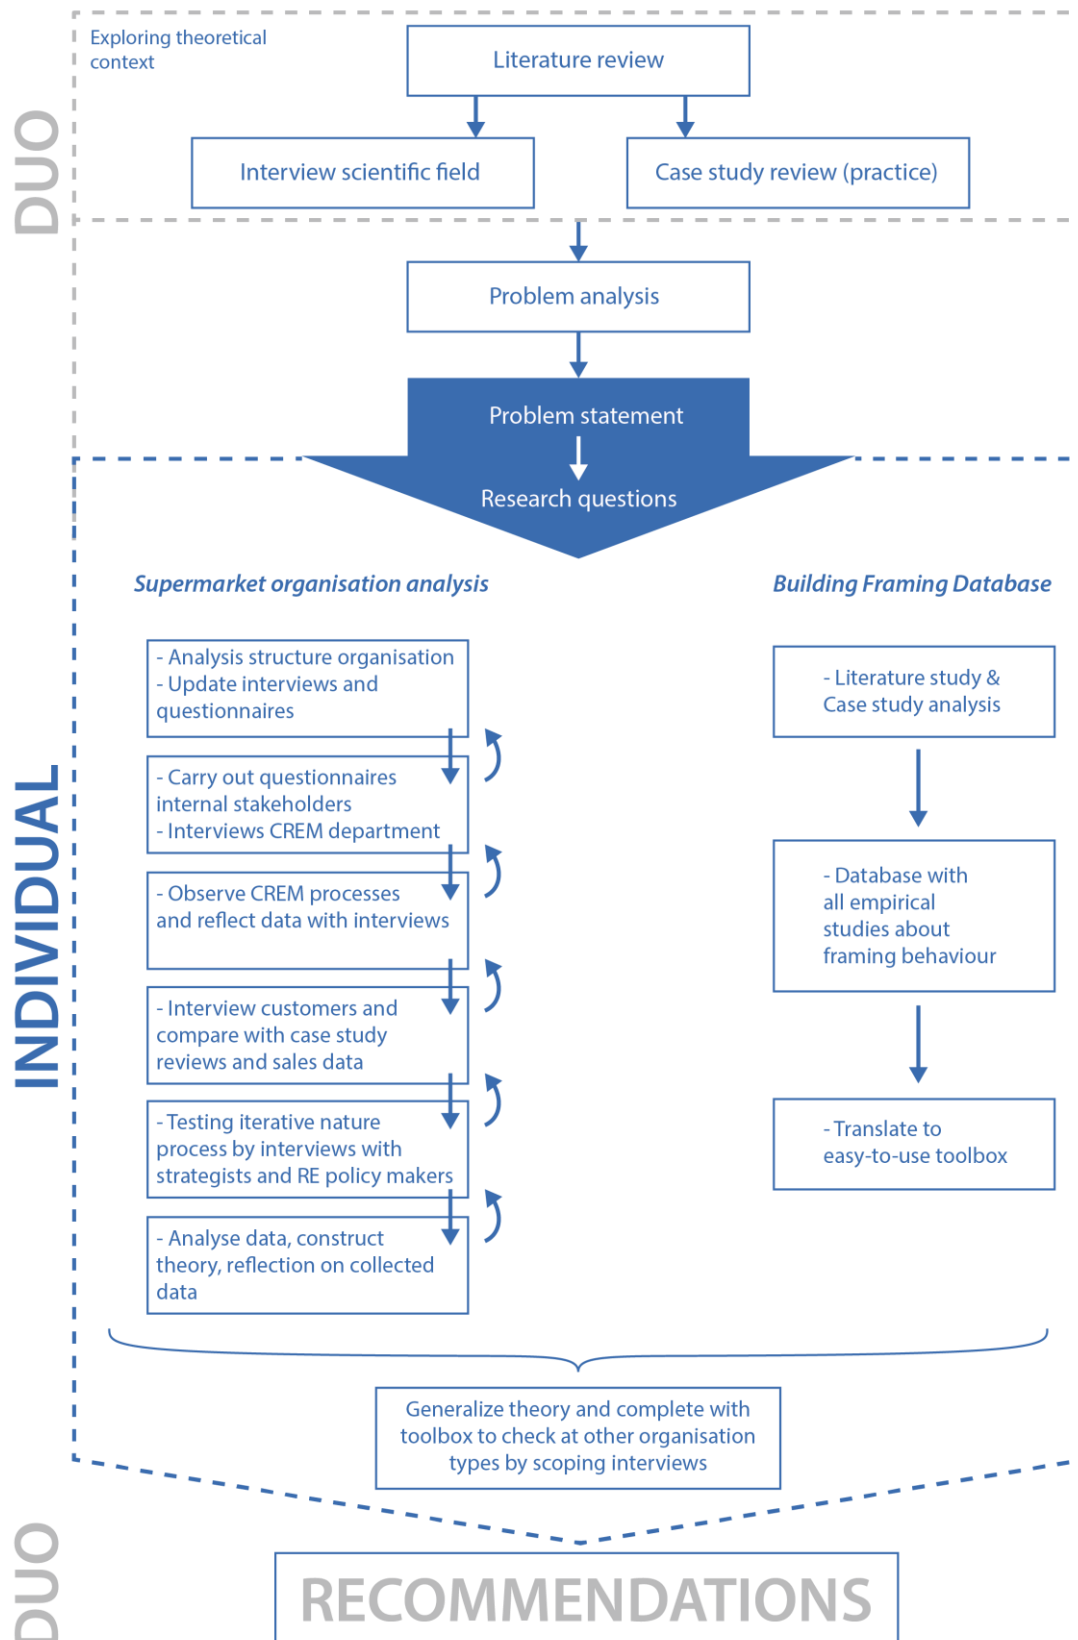 Exploring theoretical
context
DUO
Literature review
Interview scientific field
Case study review (practice)
Problem analysis
Problem statement
Research questions
INDIVIDUAL
Supermarket organisation analysis
- Analysis structure organisation
- Update interviews and
questionnaires
- Carry out questionnaires
internal stakeholders
- Interviews CREM department
- Observe CREM processes
and reflect data with interviews
- Interview customers and
compare with case study
reviews and sales data
- Testing iterative nature
process by interviews with
strategists and RE policy makers
- Analyse data, construct
theory, reflection on collected
data
Building Framing Database
- Literature study &
Case study analysis
- Database with
all empirical
studies about
framing behaviour
- Translate to
easy-to-use toolbox
Generalize theory and complete with
toolbox to check at other organisation
types by scoping interviews
DUO
RECOMMENDATIONS